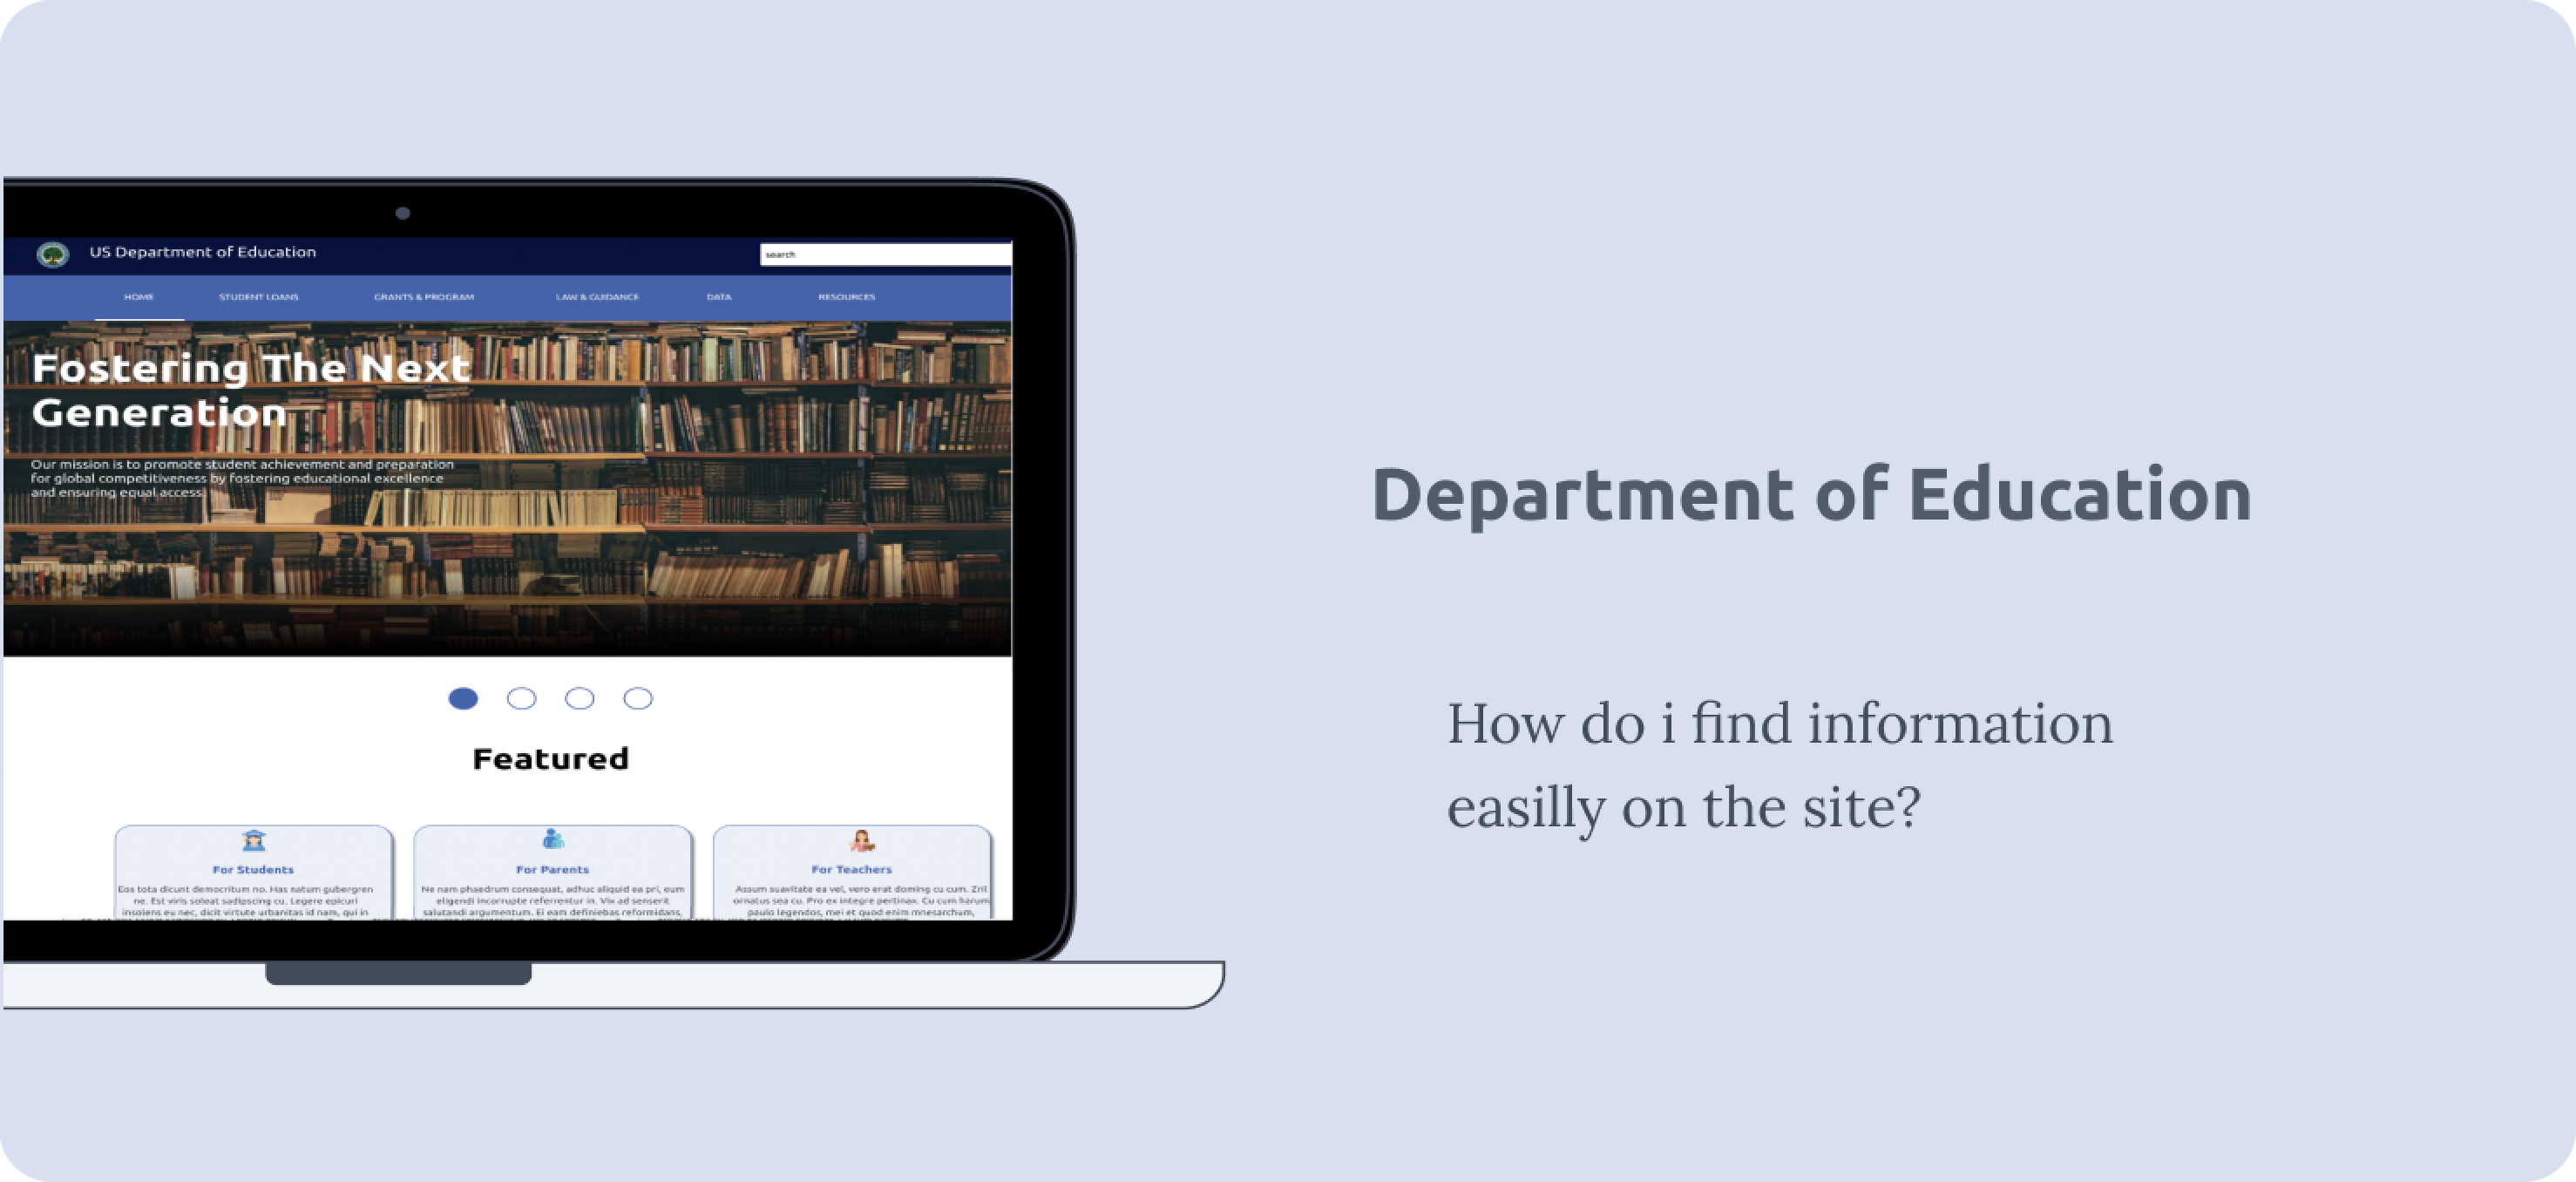 US Department of Education
search
HOME STUDENT LOANS GRANTS & PROGRAM LAW & GUIDANCE DATA RESOURCES
Fostering The Next
Generation
Our mission is to promote student achievement and preparation
for global competitiveness by fostering educational excellence
and ensuring equal access.
Featured
For Students
Eos tota dicunt democritum no. Has natum gubergren
ne. Est viris soleat sadipscing cu. Legere epicuri
insolens eu nec, dicit virtute urbanitas id nam, qui in
For Parents
Ne nam phaedrum consequat, adhuc aliquid ea pri, eum
eligendi incorrupte referrentur in. Vix ad senserit
salutandi argumentum. Ei eam definiebas reformidans,
For Teachers
Assum suavitate ea vel, vero erat doming cu cum. Zril
ornatus sea cu. Pro ex integre pertinax. Cu cum harum
paulo legendos, mei et quod enim mnesarchum,
Department of Education
How do i find information
easilly on the site?